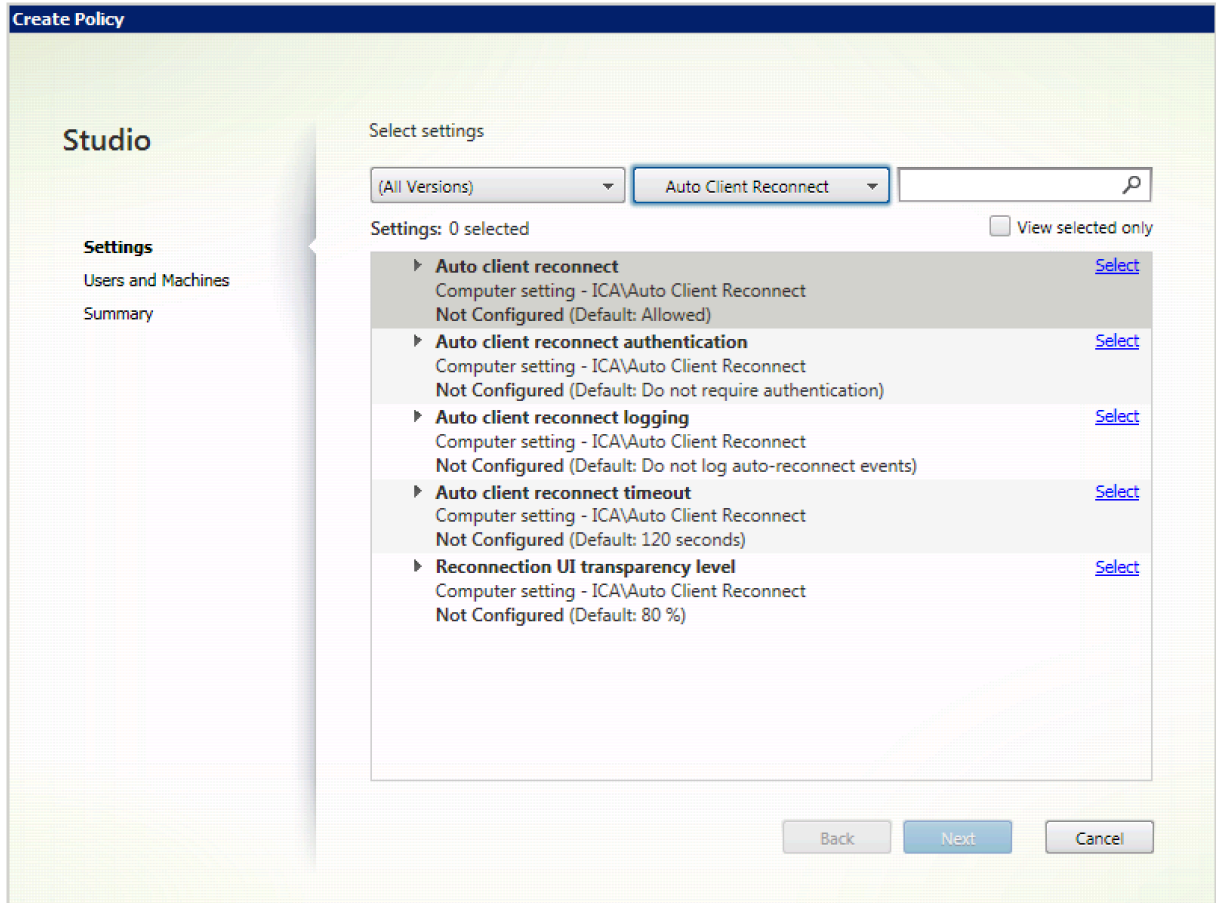 Create Policy
Studio
Settings
Users and Machines
Summary
Select settings
(All Versions)
Auto Client Reconnect
Settings: 0 selected
View selected only
Auto client reconnect
Select
Computer setting - ICA\Auto Client Reconnect
Not Configured (Default: Allowed)
Auto client reconnect authentication
Select
Computer setting - ICA\Auto Client Reconnect
Not Configured (Default: Do not require authentication)
Auto client reconnect logging
Select
Computer setting - ICA\Auto Client Reconnect
Not Configured (Default: Do not log auto-reconnect events)
Auto client reconnect timeout
Select
Computer setting - ICA\Auto Client Reconnect
Not Configured (Default: 120 seconds)
Reconnection UI transparency level
Select
Computer setting - ICA\Auto Client Reconnect
Not Configured (Default: 80 %)
Back
Next
Cancel